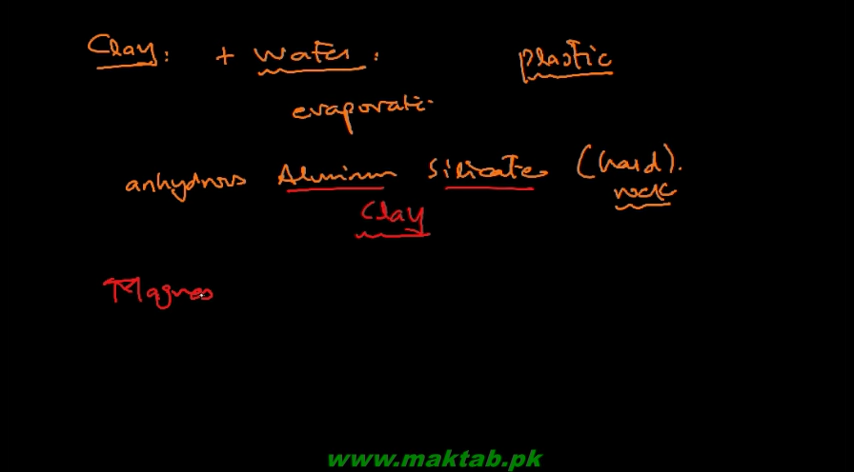 Clay: + water. plastic
evaporati.
anhydrous Aluminum Silicates (hard).
rock
Clay
Magnes
www.maktab.pk